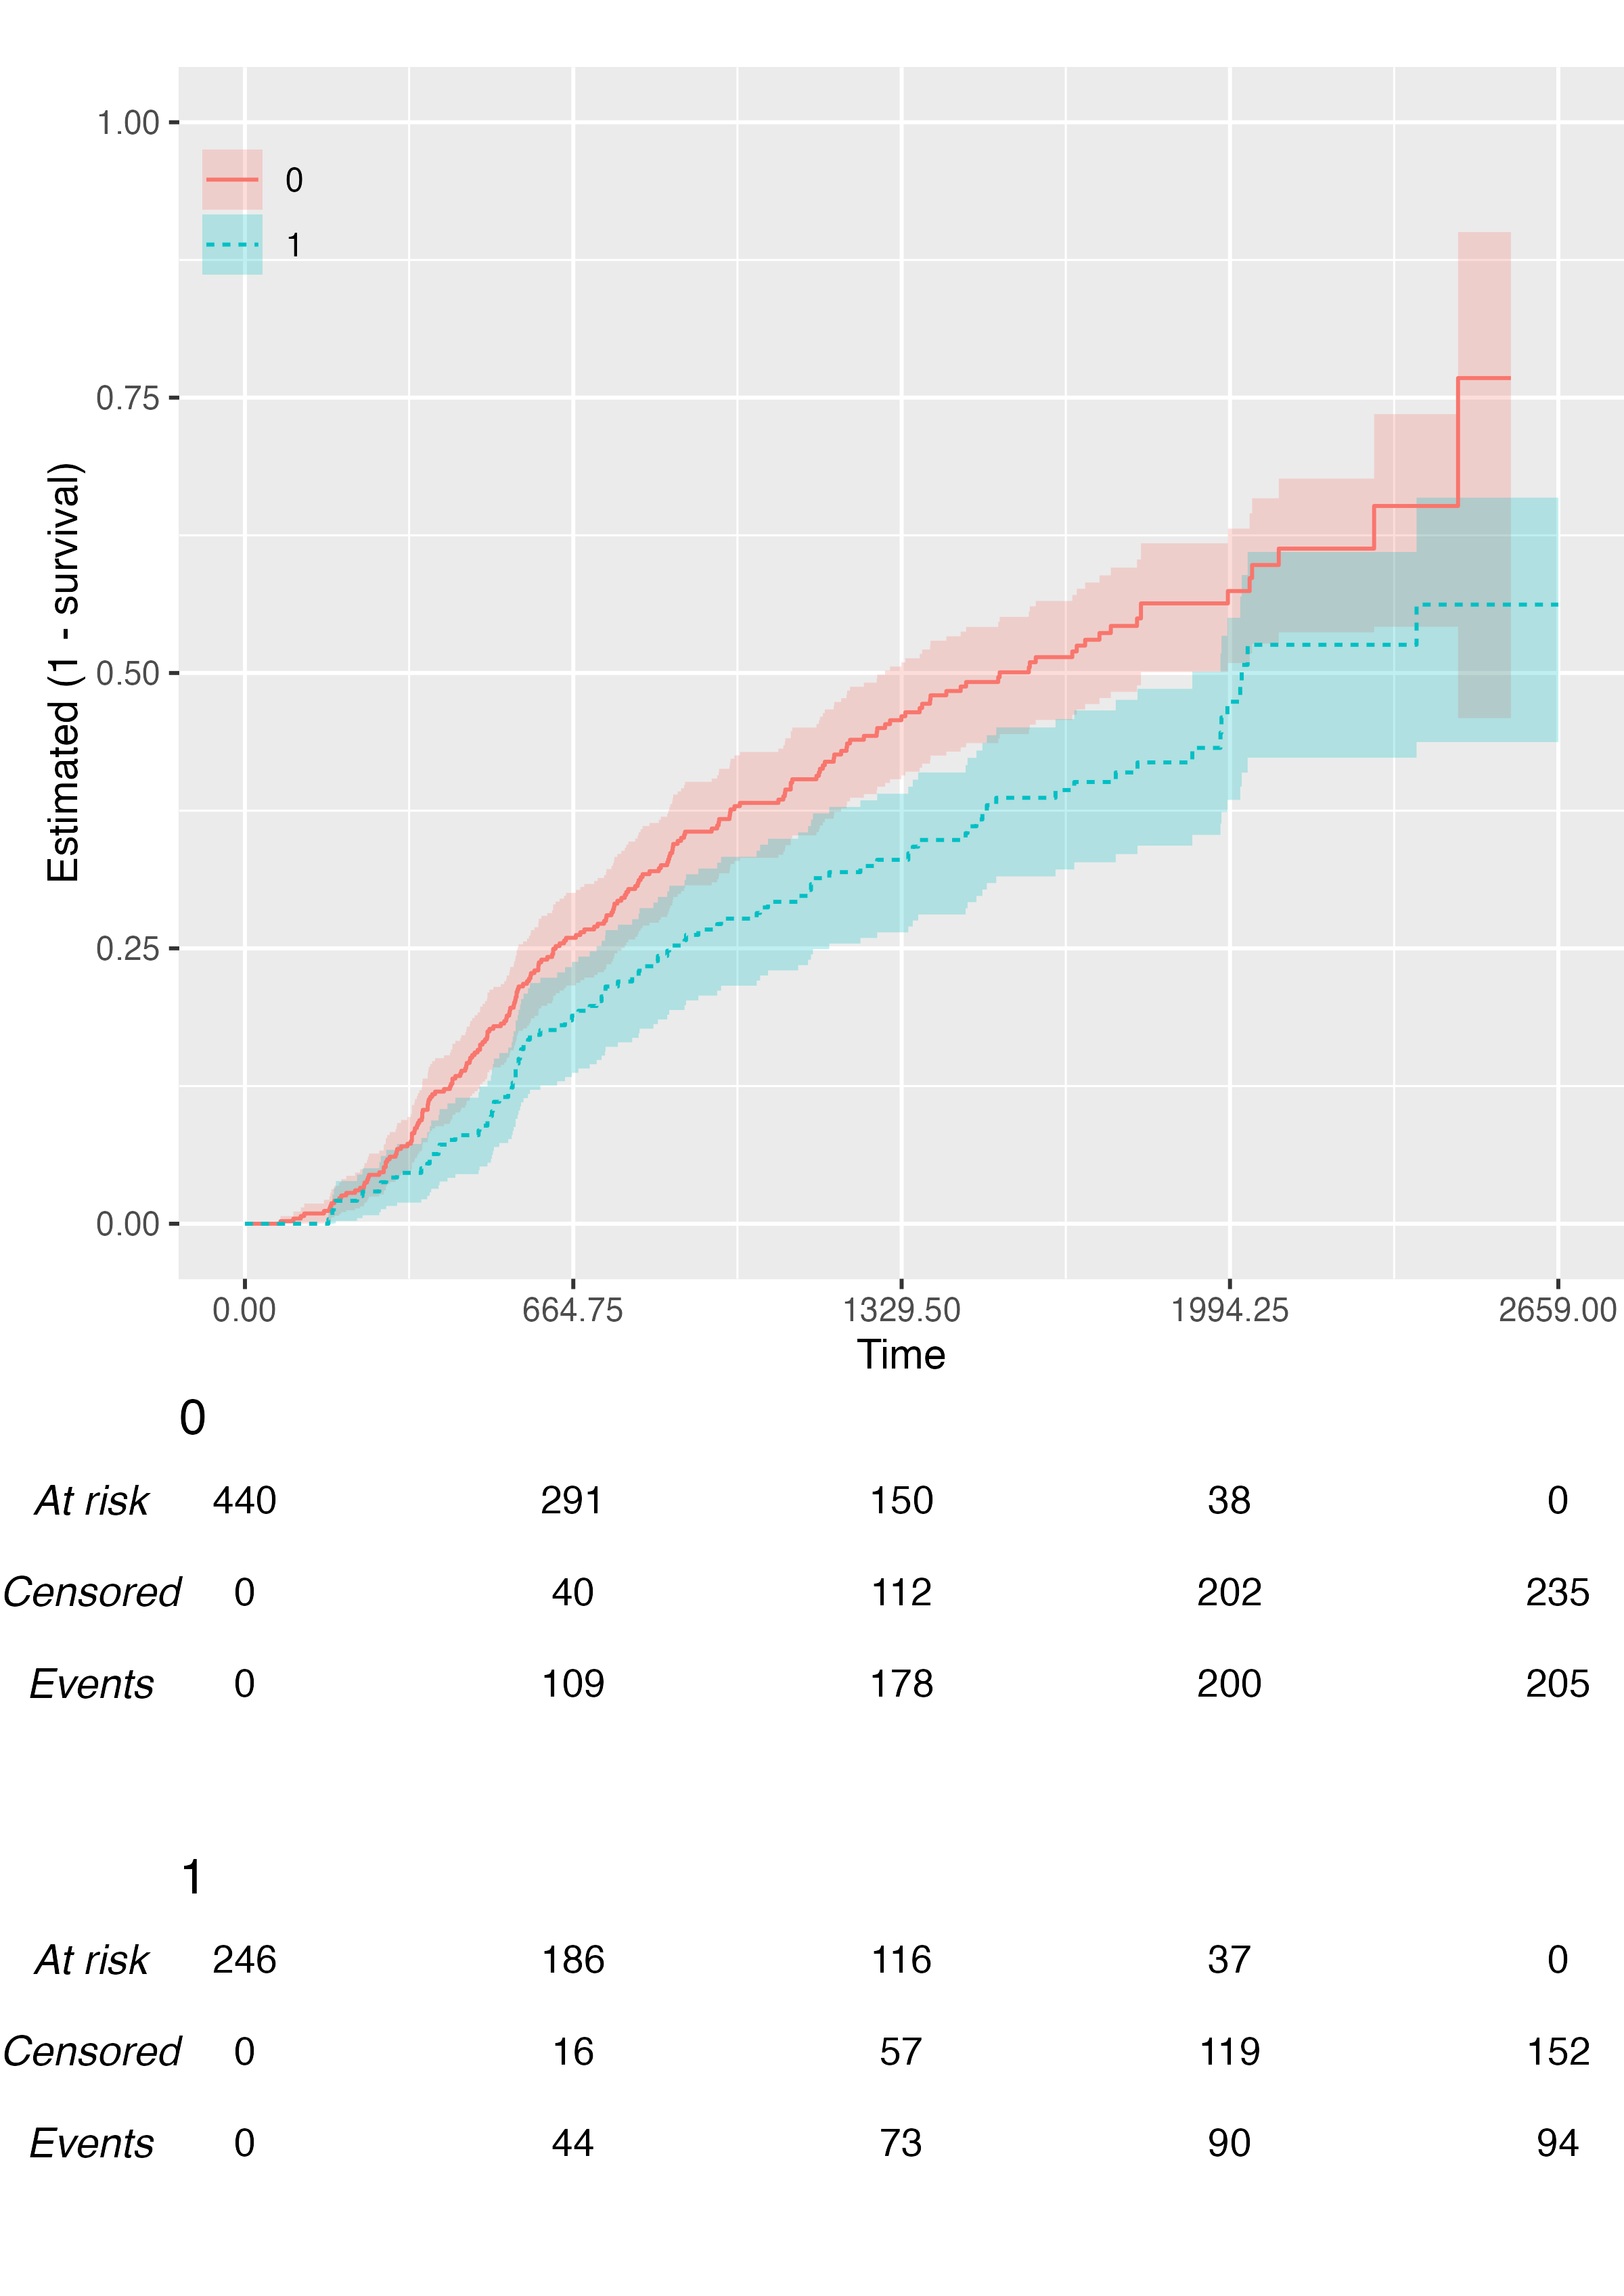 1.00
0
1
0.75
0.50
0.25
0.00
Estimated (1 - survival)
0.00 664.75 1329.50 1994.25 2659.00
Time
0
At risk 440 291 150 38 0
Censored 0 40 112 202 235
Events 0 109 178 200 205
1
At risk 246 186 116 37 0
Censored 0 16 57 119 152
Events 0 44 73 90 94